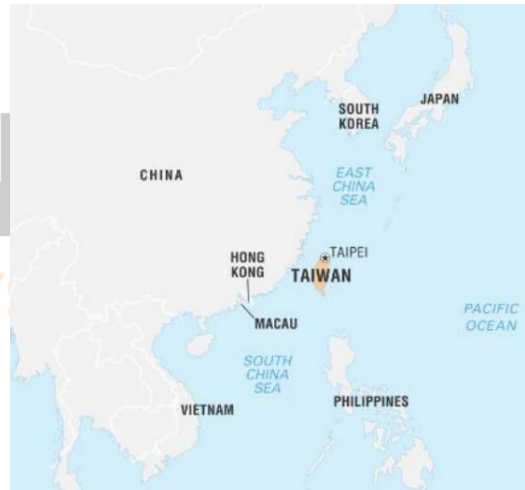 JAPAN
SOUTH
KOREA
EAST
CHINA
SEA
CHINA
TAIPEI
HONG
KONG
TAIWAN
MACAU
PACIFIC
OCEAN
SOUTH
CHINA
SEA
VIETNAM
PHILIPPINES